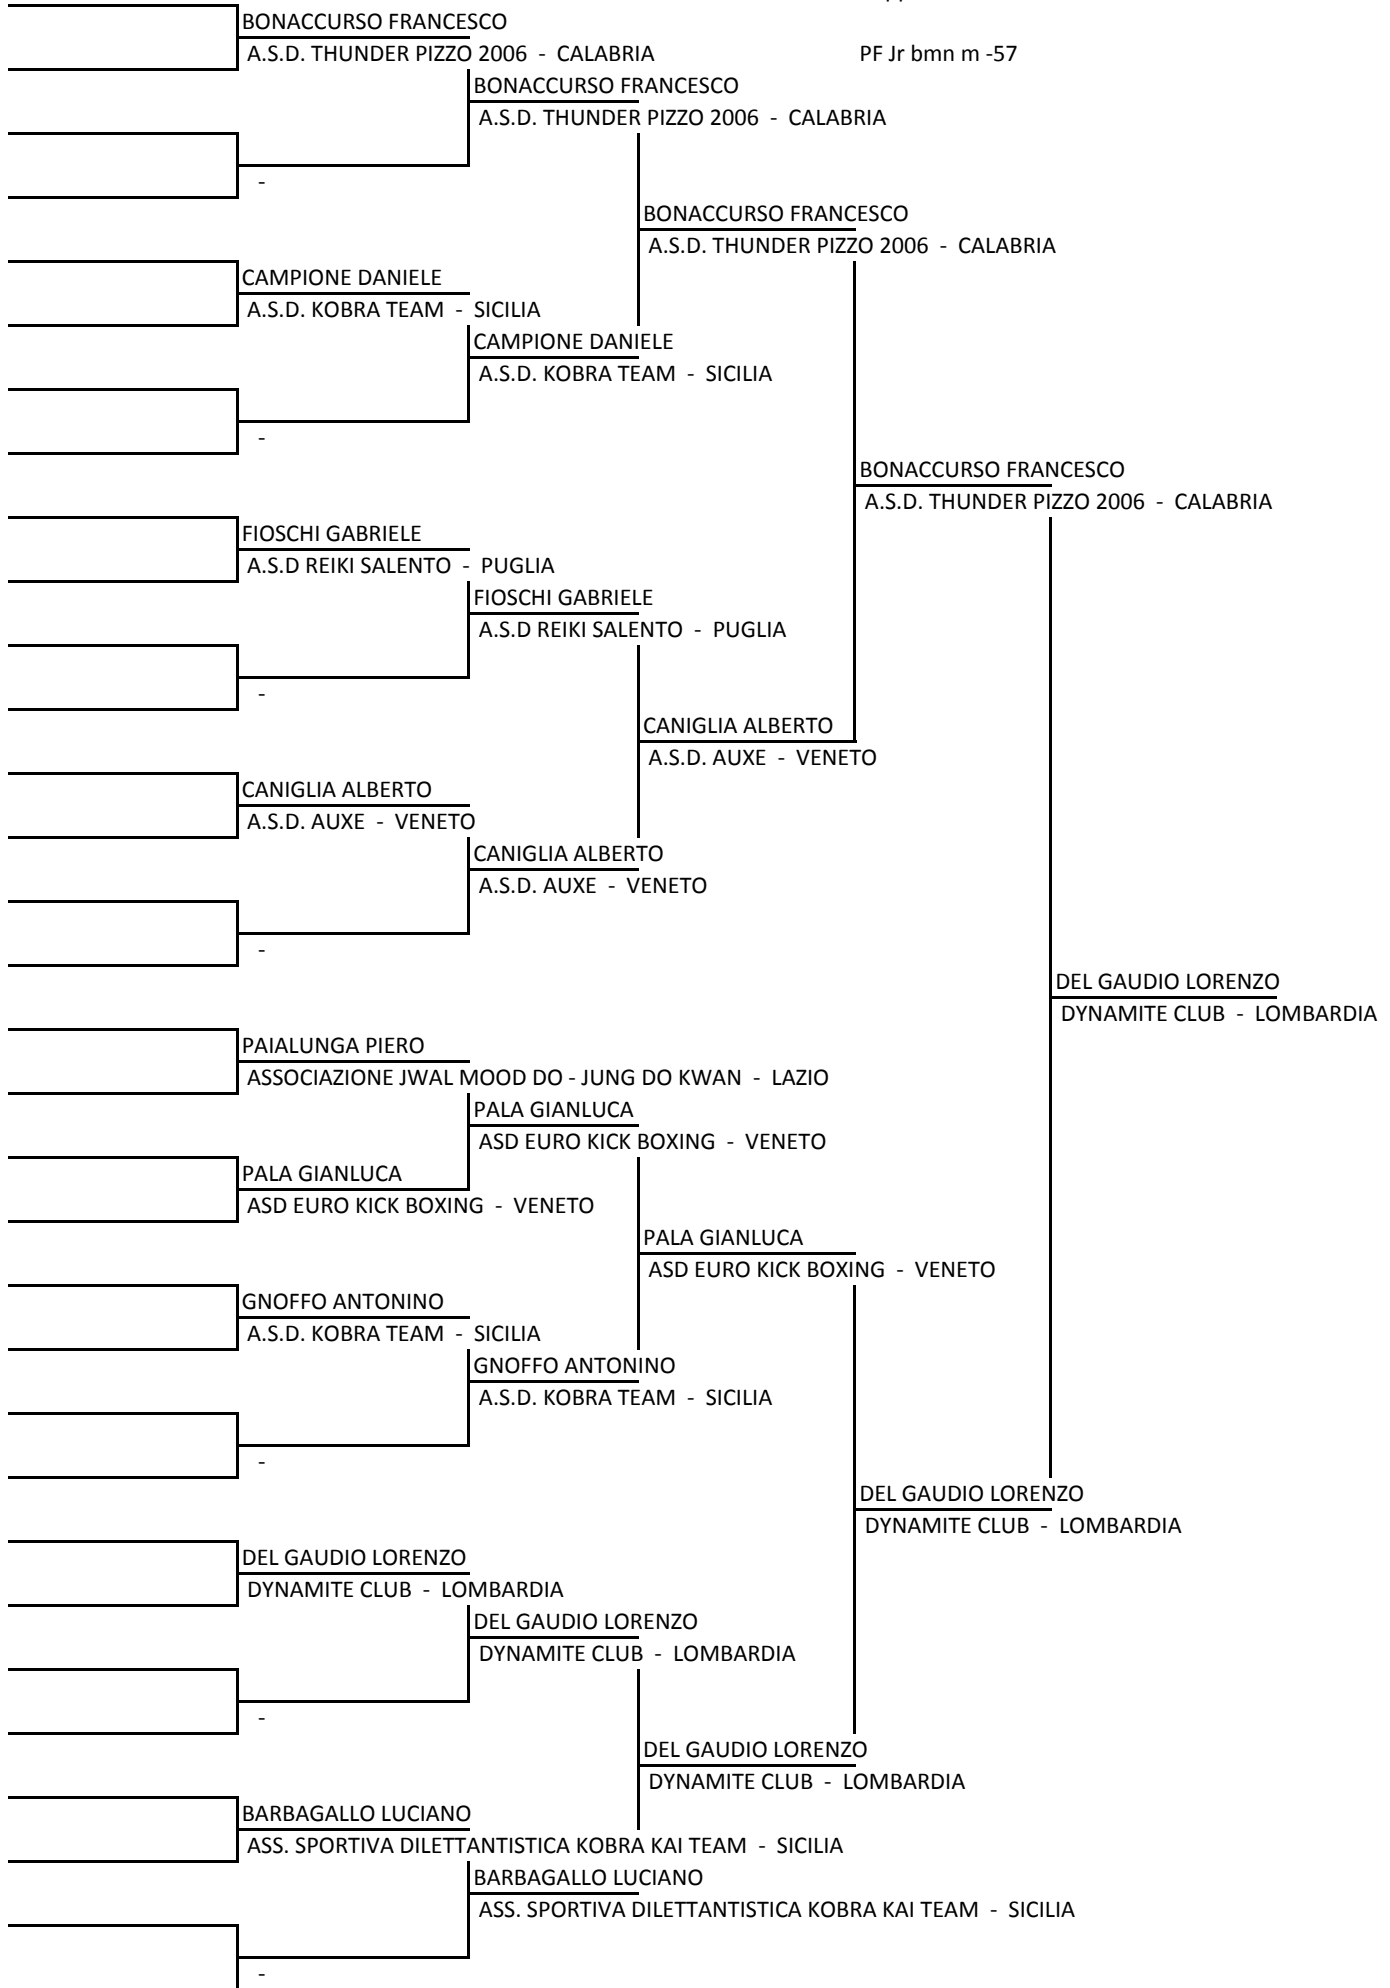 BONACCURSO FRANCESCO
A.S.D. THUNDER PIZZO 2006 - CALABRIA
PF Jr bmn m -57
BONACCURSO FRANCESCO
A.S.D. THUNDER PIZZO 2006 - CALABRIA
-
BONACCURSO FRANCESCO
A.S.D. THUNDER PIZZO 2006 - CALABRIA
CAMPIONE DANIELE
A.S.D. KOBRA TEAM - SICILIA
CAMPIONE DANIELE
A.S.D. KOBRA TEAM - SICILIA
-
BONACCURSO FRANCESCO
A.S.D. THUNDER PIZZO 2006 - CALABRIA
FIOSCHI GABRIELE
A.S.D REIKI SALENTO - PUGLIA
FIOSCHI GABRIELE
A.S.D REIKI SALENTO - PUGLIA
-
CANIGLIA ALBERTO
A.S.D. AUXE - VENETO
CANIGLIA ALBERTO
A.S.D. AUXE - VENETO
CANIGLIA ALBERTO
A.S.D. AUXE - VENETO
-
DEL GAUDIO LORENZO
DYNAMITE CLUB - LOMBARDIA
PAIALUNGA PIERO
ASSOCIAZIONE JWAL MOOD DO - JUNG DO KWAN - LAZIO
PALA GIANLUCA
ASD EURO KICK BOXING - VENETO
PALA GIANLUCA
ASD EURO KICK BOXING - VENETO
PALA GIANLUCA
ASD EURO KICK BOXING - VENETO
GNOFFO ANTONINO
A.S.D. KOBRA TEAM - SICILIA
GNOFFO ANTONINO
A.S.D. KOBRA TEAM - SICILIA
-
DEL GAUDIO LORENZO
DYNAMITE CLUB - LOMBARDIA
DEL GAUDIO LORENZO
DYNAMITE CLUB - LOMBARDIA
DEL GAUDIO LORENZO
DYNAMITE CLUB - LOMBARDIA
-
DEL GAUDIO LORENZO
DYNAMITE CLUB - LOMBARDIA
BARBAGALLO LUCIANO
ASS. SPORTIVA DILETTANTISTICA KOBRA KAI TEAM - SICILIA
BARBAGALLO LUCIANO
ASS. SPORTIVA DILETTANTISTICA KOBRA KAI TEAM - SICILIA
-